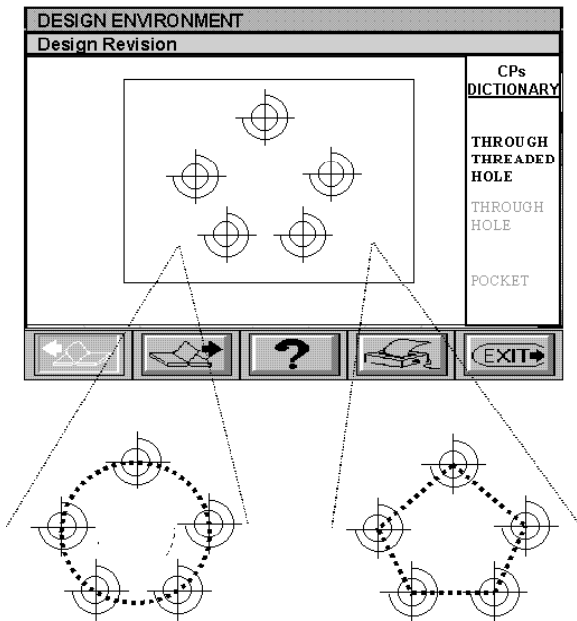 DESIGN ENVIRONMENT
Design Revision
CPs
DICTIONARY
THROUGH
THREADED
HOLE
THROUGH
HOLE
POCKET
?
EXIT